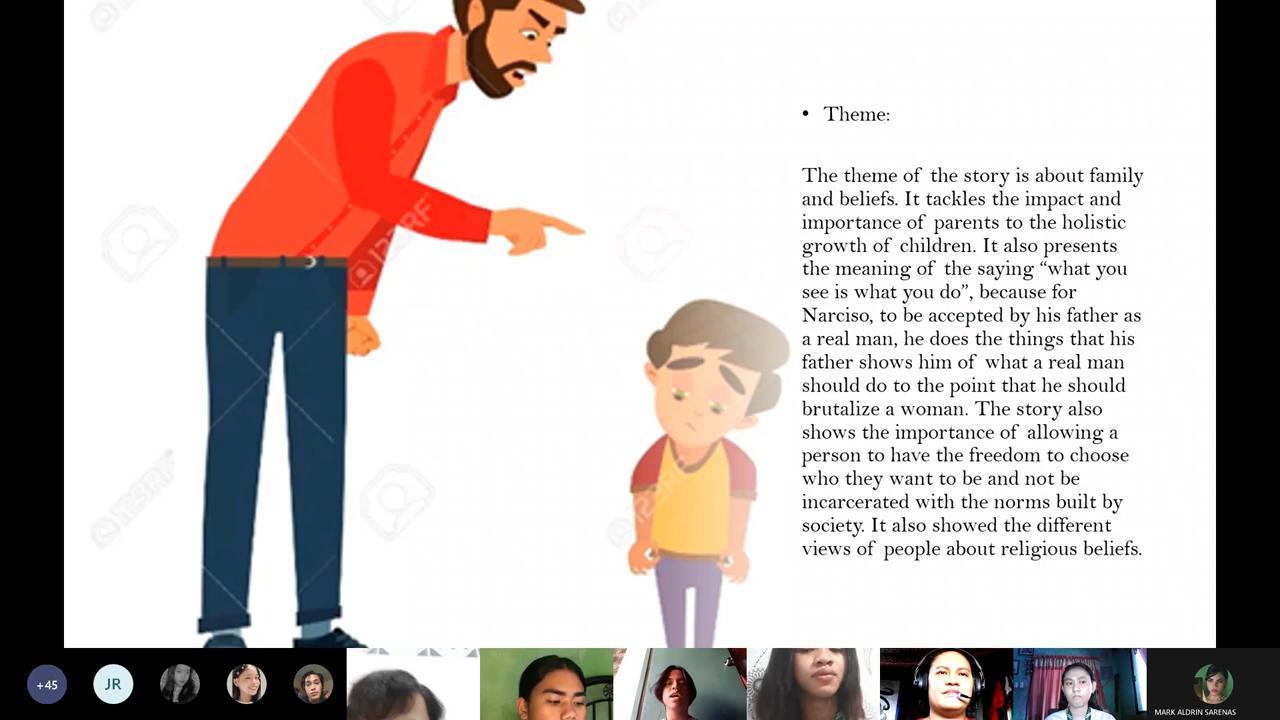 • Theme:
The theme of the story is about family
and beliefs. It tackles the impact and
importance of parents to the holistic
growth of children. It also presents
the meaning of the saying “what you
see is what you do”, because for
Narciso, to be accepted by his father as
a real man, he does the things that his
father shows him of what a real man
should do to the point that he should
brutalize a woman. The story also
shows the importance of allowing a
person to have the freedom to choose
who they want to be and not be
incarcerated with the norms built by
society. It also showed the different
views of people about religious beliefs.
123RF
123RF
123RF
+45
JR
MARK ALDRIN SARENAS